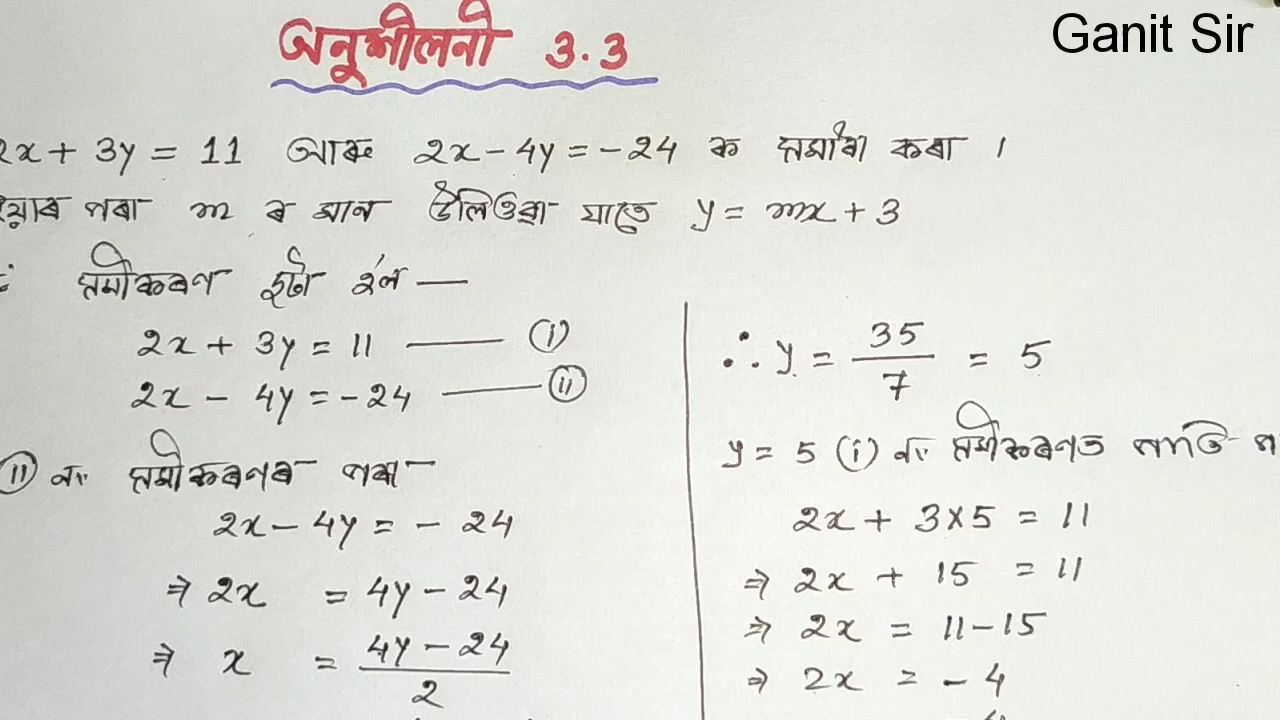 Ganit Sir
অনুশীলনী 3.3
2x + 3y = 11 আৰু 2x - 4y = -24 ক সমাধা কৰা ।
য়াৰ পৰা m ৰ মান উলিওৱা যাতে y = mx + 3
সমীকৰণ দুটা হ'ল —
2x + 3y = 11 —— (i)
2x - 4y = -24 —— (ii)
(ii) নং সমীকৰণৰ পৰা —
2x - 4y = - 24
⇒ 2x = 4y - 24
⇒ x = 4y - 24 / 2
∴ y = 35 / 7 = 5
y = 5 (i) নং সমীকৰণত
2x + 3×5 = 11
⇒ 2x + 15 = 11
⇒ 2x = 11 - 15
⇒ 2x = - 4